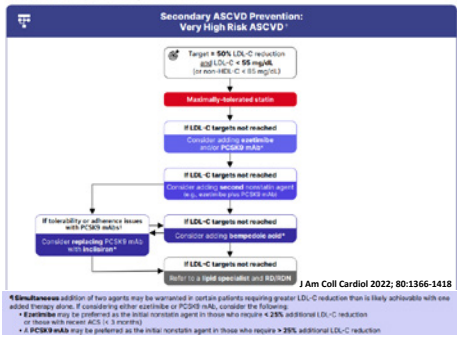 Secondary ASCVD Prevention:
Very High Risk ASCVD
Target ≥ 50% LDL-C reduction
and LDL-C < 55 mg/dL
(or non-HDL-C < 85 mg/dL)
Maximally-tolerated statin
If LDL-C targets not reached
Consider adding ezetimibe
and/or PCSK9 mAb
If LDL-C targets not reached
Consider adding second nonstatin agent
(e.g., ezetimibe plus PCSK9 mAb)
If tolerability or adherence issues
with PCSK9 mAbs
Consider replacing PCSK9 mAb
with inclisiran
If LDL-C targets not reached
Consider adding bempedoic acid
If LDL-C targets not reached
Refer to a lipid specialist and RD/RDN
J Am Coll Cardiol 2022; 80:1366-1418
¶ Simultaneous addition of two agents may be warranted in certain patients requiring greater LDL-C reduction than is likely achievable with one
added therapy alone. If considering either ezetimibe or PCSK9 mAb, consider the following:
• Ezetimibe may be preferred as the initial nonstatin agent in those who require < 25% additional LDL-C reduction
or those with recent ACS (< 3 months)
• A PCSK9 mAb may be preferred as the initial nonstatin agent in those who require > 25% additional LDL-C reduction